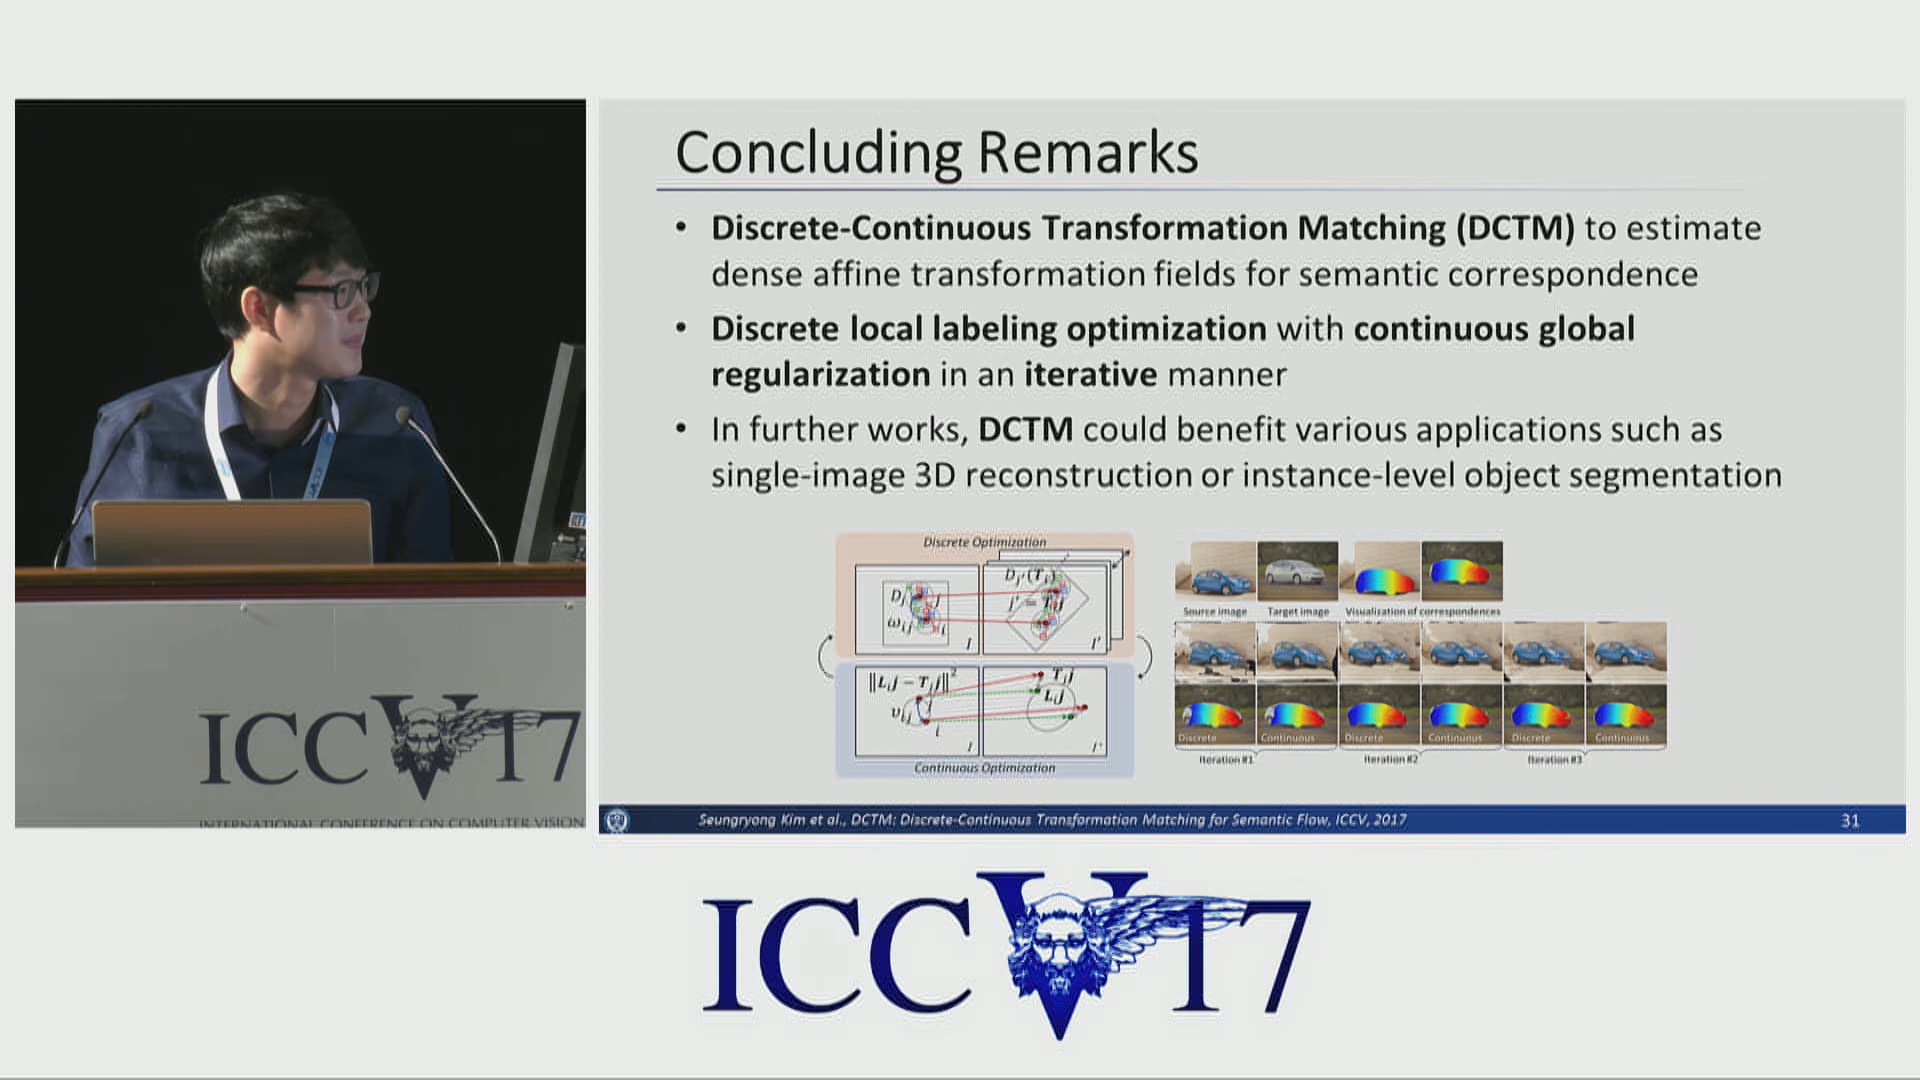 Concluding Remarks
• Discrete-Continuous Transformation Matching (DCTM) to estimate
dense affine transformation fields for semantic correspondence
• Discrete local labeling optimization with continuous global
regularization in an iterative manner
• In further works, DCTM could benefit various applications such as
single-image 3D reconstruction or instance-level object segmentation
Discrete Optimization
Continuous Optimization
Source image Target image Visualization of correspondences
Discrete Continuous Discrete Continuous Discrete Continuous
Iteration #1 Iteration #2 Iteration #3
Seungryong Kim et al., DCTM: Discrete-Continuous Transformation Matching for Semantic Flow, ICCV, 2017
31
ICCV17
INTERNATIONAL CONFERENCE ON COMPUTER VISION
ICCV17